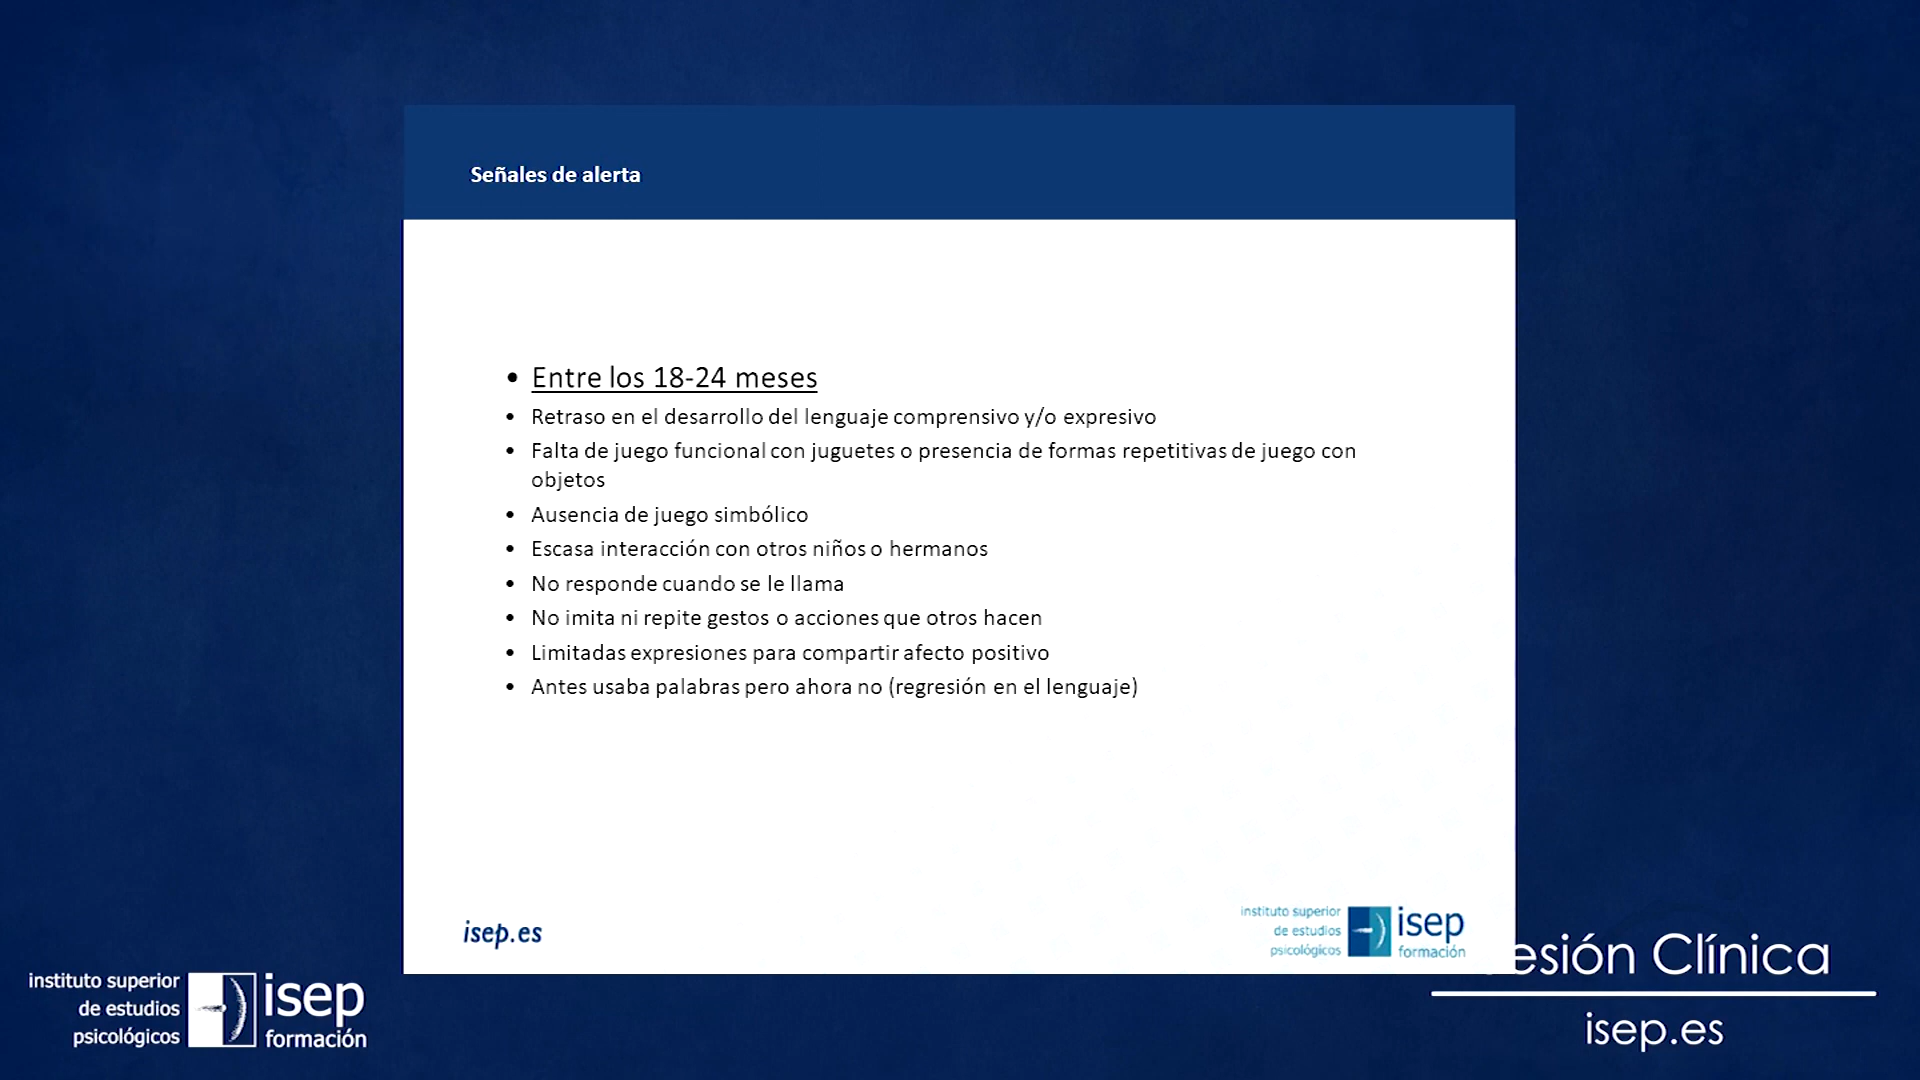 Señales de alerta
• Entre los 18-24 meses
• Retraso en el desarrollo del lenguaje comprensivo y/o expresivo
• Falta de juego funcional con juguetes o presencia de formas repetitivas de juego con
objetos
• Ausencia de juego simbólico
• Escasa interacción con otros niños o hermanos
• No responde cuando se le llama
• No imita ni repite gestos o acciones que otros hacen
• Limitadas expresiones para compartir afecto positivo
• Antes usaba palabras pero ahora no (regresión en el lenguaje)
isep.es
instituto superior
de estudios
psicológicos
isep
formación
instituto superior
de estudios
psicológicos
isep
formación
esión Clínica
isep.es